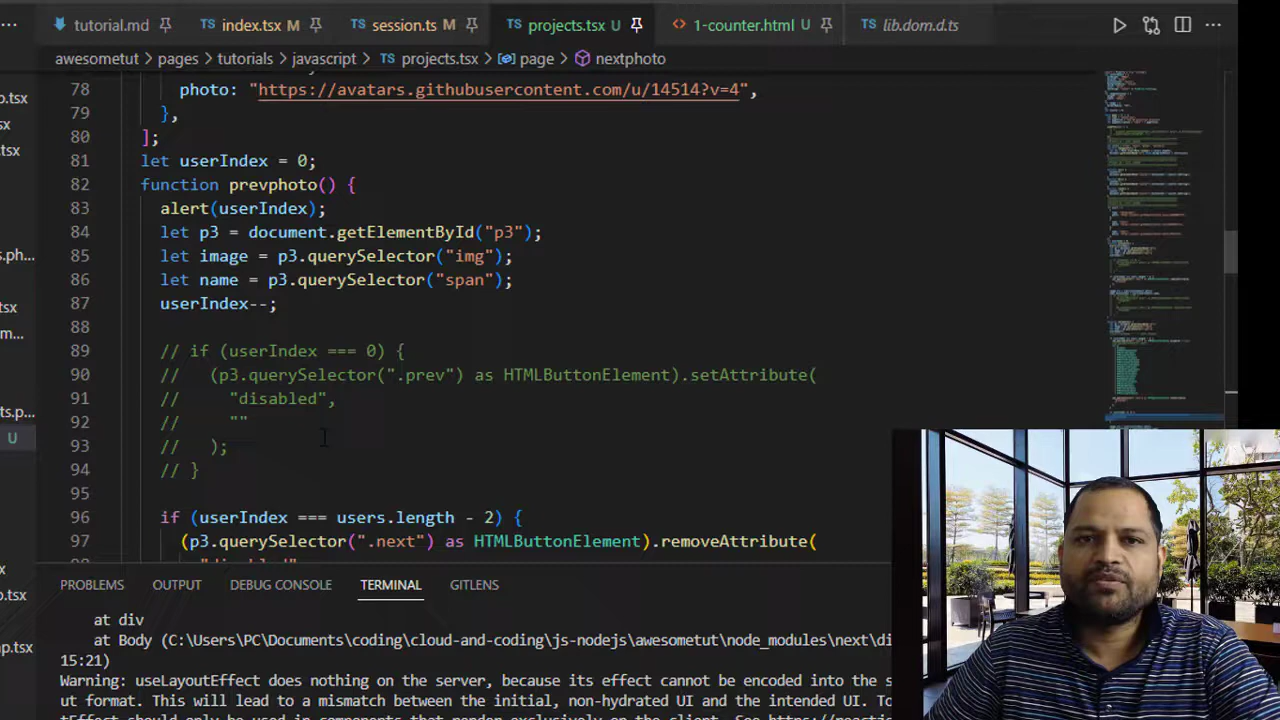 tutorial.md TS index.tsx M TS session.ts M TS projects.tsx U <> 1-counter.html U lib.dom.d.ts
awesometut > pages > tutorials > javascript > TS projects.tsx > page > nextphoto
78 photo: "https://avatars.githubusercontent.com/u/14514?v=4",
79 },
80 ];
81 let userIndex = 0;
82 function prevphoto() {
83 alert(userIndex);
84 let p3 = document.getElementById("p3");
85 let image = p3.querySelector("img");
86 let name = p3.querySelector("span");
87 userIndex--;
88
89 // if (userIndex === 0) {
90 // (p3.querySelector(".prev") as HTMLButtonElement).setAttribute(
91 // "disabled",
92 // ""
93 // );
94 // }
95
96 if (userIndex === users.length - 2) {
97 (p3.querySelector(".next") as HTMLButtonElement).removeAttribute(
PROBLEMS OUTPUT DEBUG CONSOLE TERMINAL GITLENS
at div
at Body (C:\Users\PC\Documents\coding\cloud-and-coding\js-nodejs\awesometut\node_modules\next\di
15:21)
Warning: useLayoutEffect does nothing on the server, because its effect cannot be encoded into the s
ut format. This will lead to a mismatch between the initial, non-hydrated UI and the intended UI. To